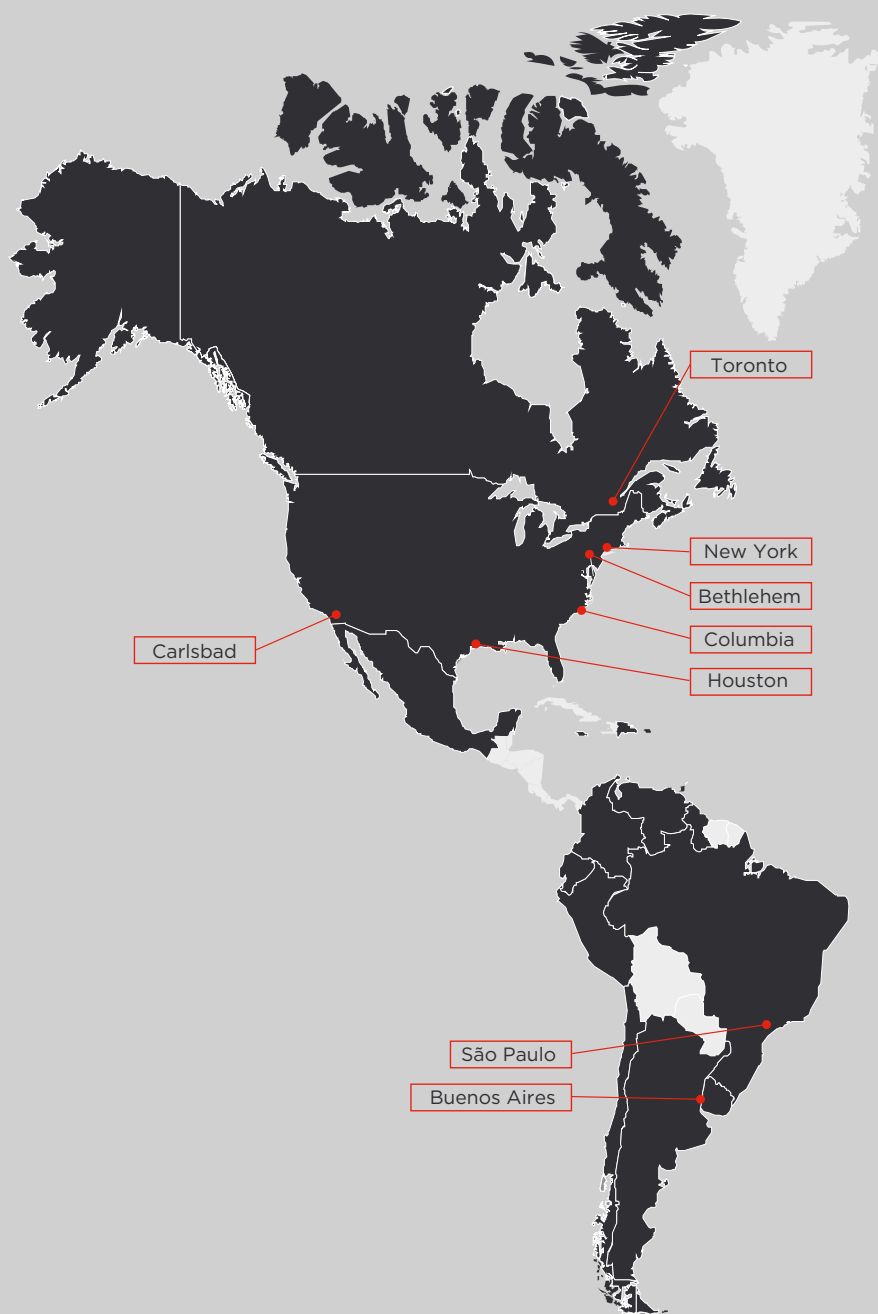 Toronto
New York
Bethlehem
Columbia
Carlsbad
Houston
São Paulo
Buenos Aires